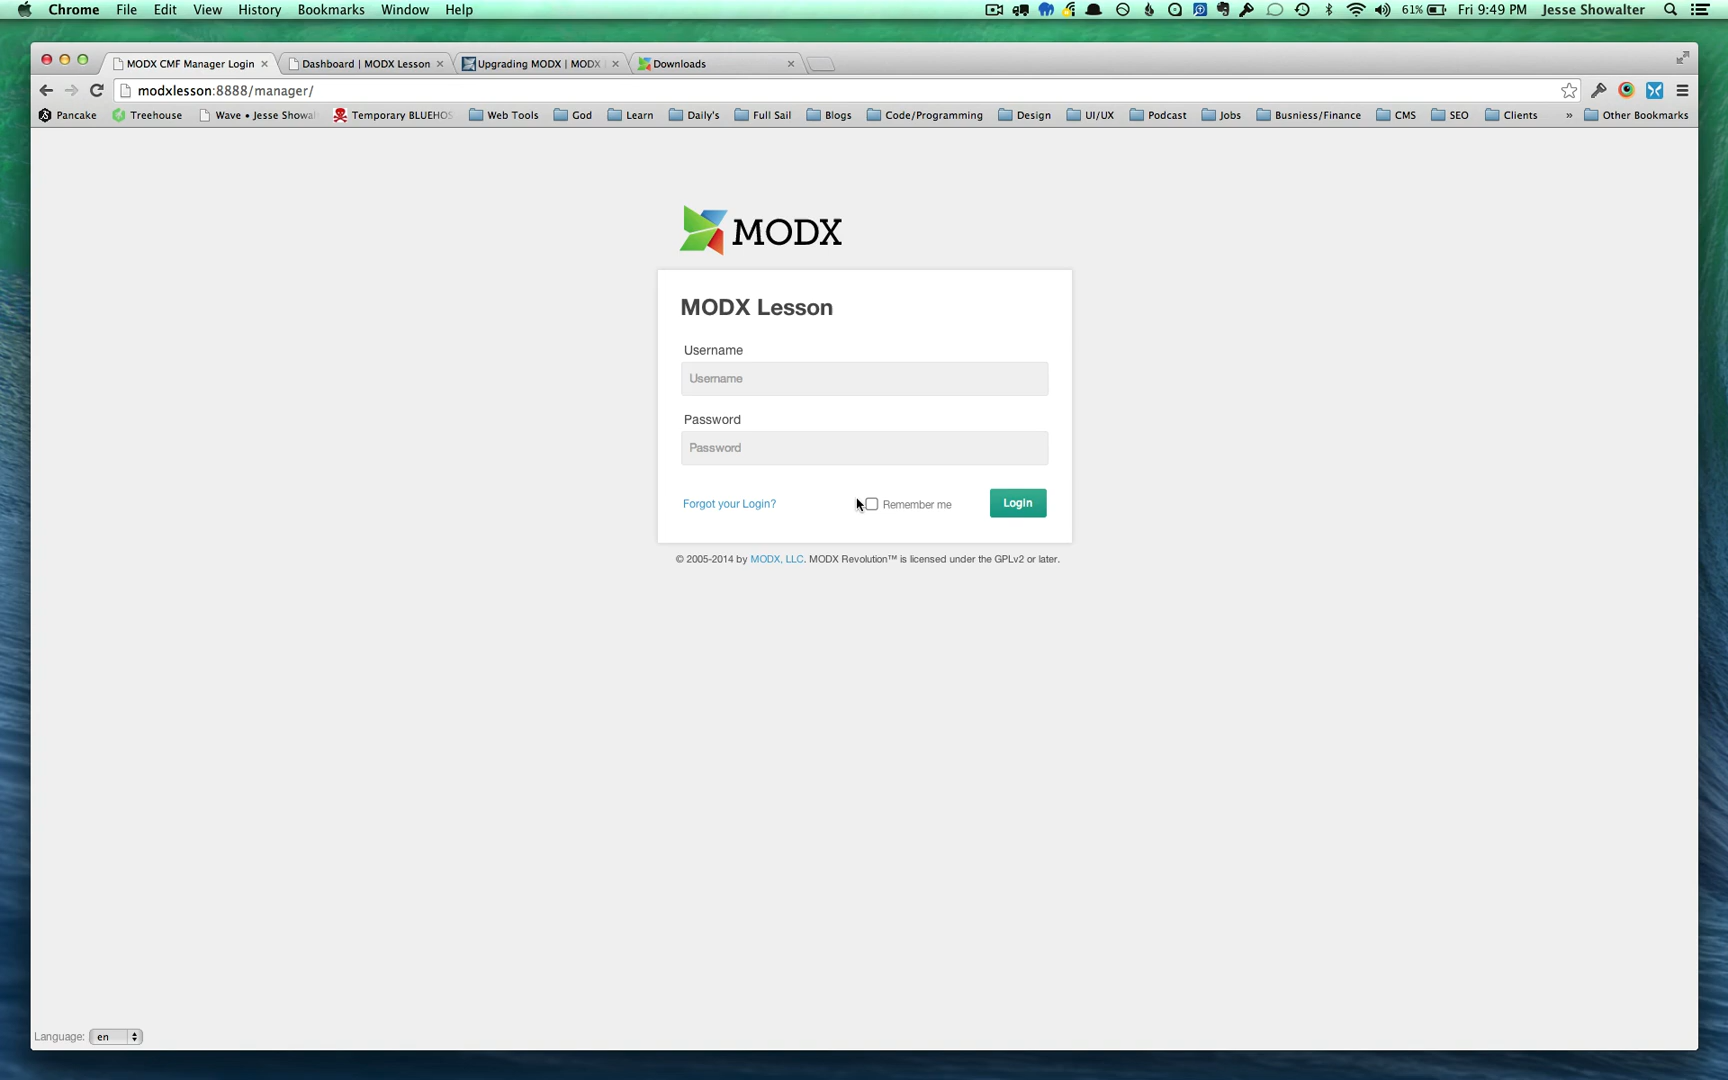 Chrome File Edit View History Bookmarks Window Help 61% Fri 9:49 PM Jesse Showalter
MODX CMF Manager Login Dashboard | MODX Lesson Upgrading MODX | MODX Downloads
modxlesson:8888/manager/
Pancake Treehouse Wave • Jesse Showal Temporary BLUEHOS Web Tools God Learn Daily's Full Sail Blogs Code/Programming Design UI/UX Podcast Jobs Busniess/Finance CMS SEO Clients » Other Bookmarks
MODX
MODX Lesson
Username
Username
Password
Password
Forgot your Login? Remember me Login
© 2005-2014 by MODX, LLC. MODX Revolution™ is licensed under the GPLv2 or later.
Language: en